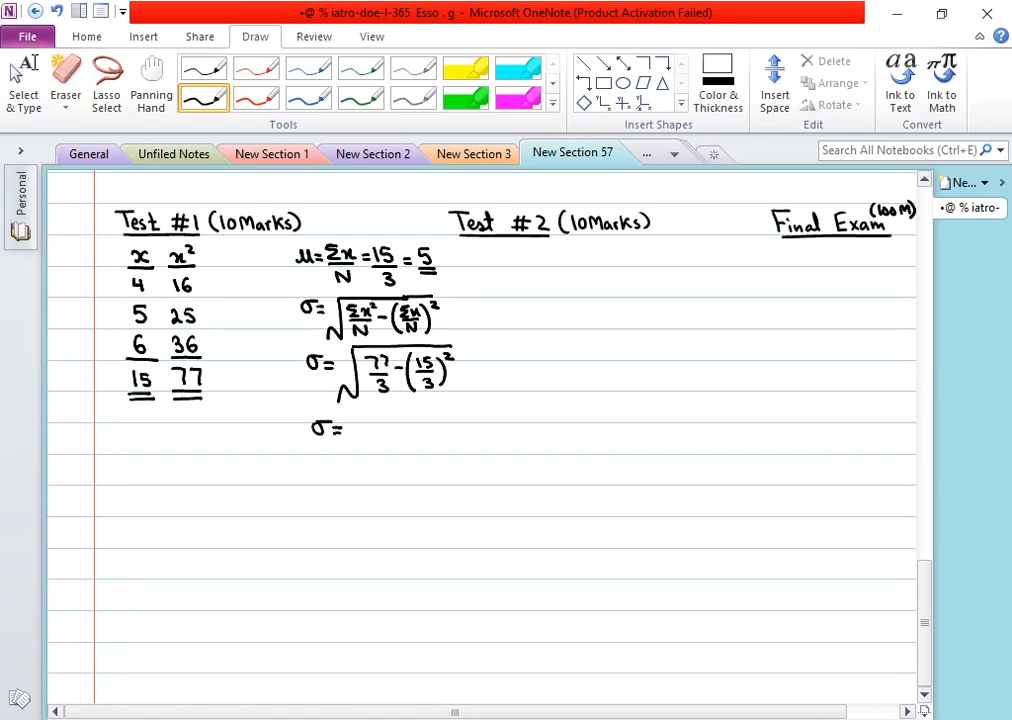 •@ % iatro-doe-l-365 Esso . g - Microsoft OneNote (Product Activation Failed)
File Home Insert Share Draw Review View
Select & Type
Eraser
Lasso Select
Panning Hand
Color & Thickness
Insert Space
Delete
Arrange
Rotate
Ink to Text
Ink to Math
Tools
Insert Shapes
Edit
Convert
General Unfiled Notes New Section 1 New Section 2 New Section 3 New Section 57 ...
Search All Notebooks (Ctrl+E)
Personal
Ne...
•@ % iatro-
Test #1 (10Marks) Test #2 (10Marks) Final Exam (100M)
x x²
4 16
5 25
6 36
15 77
μ = Σx/N = 15/3 = 5
σ = √(Σx²/N - (Σx/N)²)
σ = √(77/3 - (15/3)²)
σ =